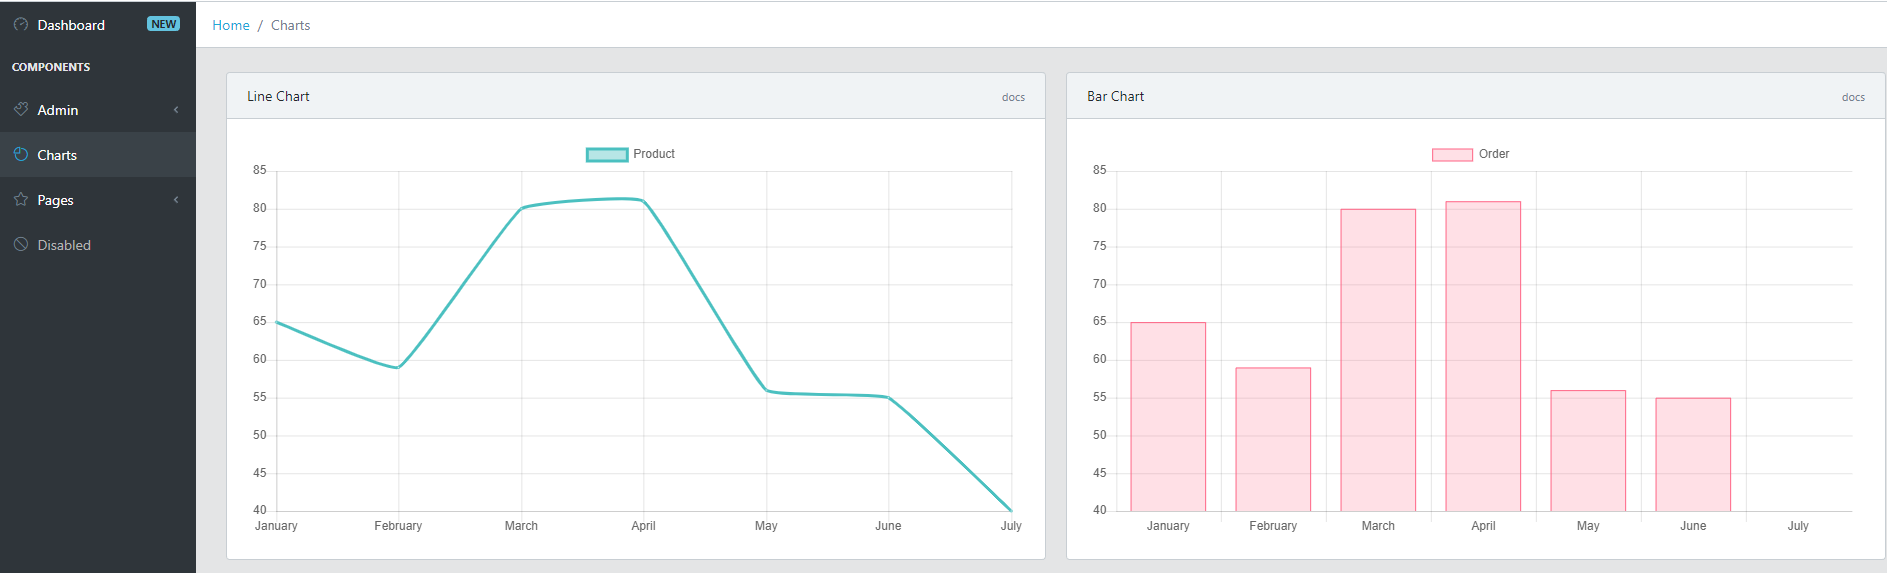 Dashboard NEW
COMPONENTS
Admin
Charts
Pages
Disabled
Home / Charts
Line Chart docs
Product
85
80
75
70
65
60
55
50
45
40
January February March April May June July
Bar Chart docs
Order
85
80
75
70
65
60
55
50
45
40
January February March April May June July